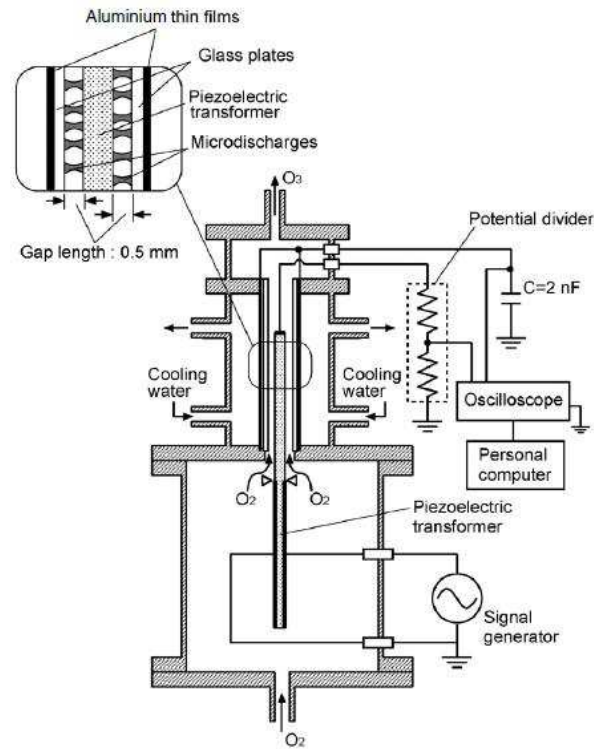 Aluminium thin films
Glass plates
Piezoelectric
transformer
Microdischarges
Gap length : 0.5 mm
O3
Potential divider
C=2 nF
Cooling
water
Cooling
water
Oscilloscope
Personal
computer
O2
O2
Piezoelectric
transformer
Signal
generator
O2